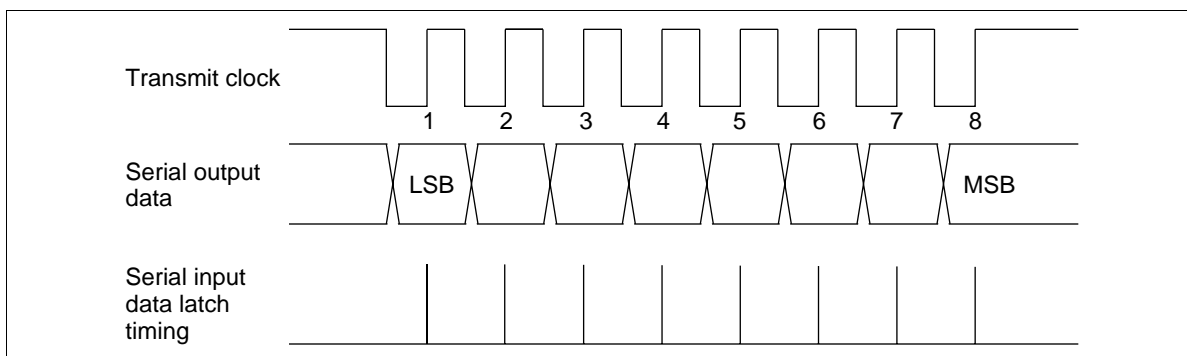 Transmit clock
1 2 3 4 5 6 7 8
Serial output
data
LSB
MSB
Serial input
data latch
timing